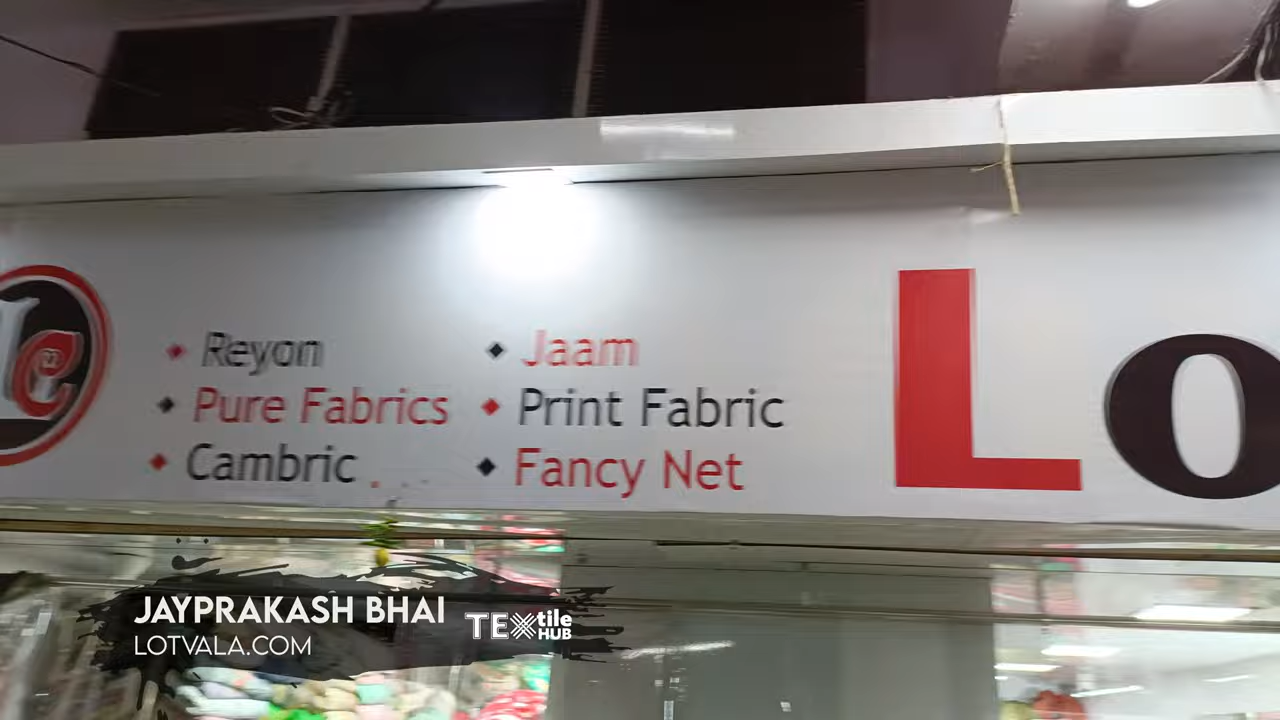 Reyon
Pure Fabrics
Cambric
Jaam
Print Fabric
Fancy Net
Lo
JAYPRAKASH BHAI
LOTVALA.COM
TEXtile
HUB